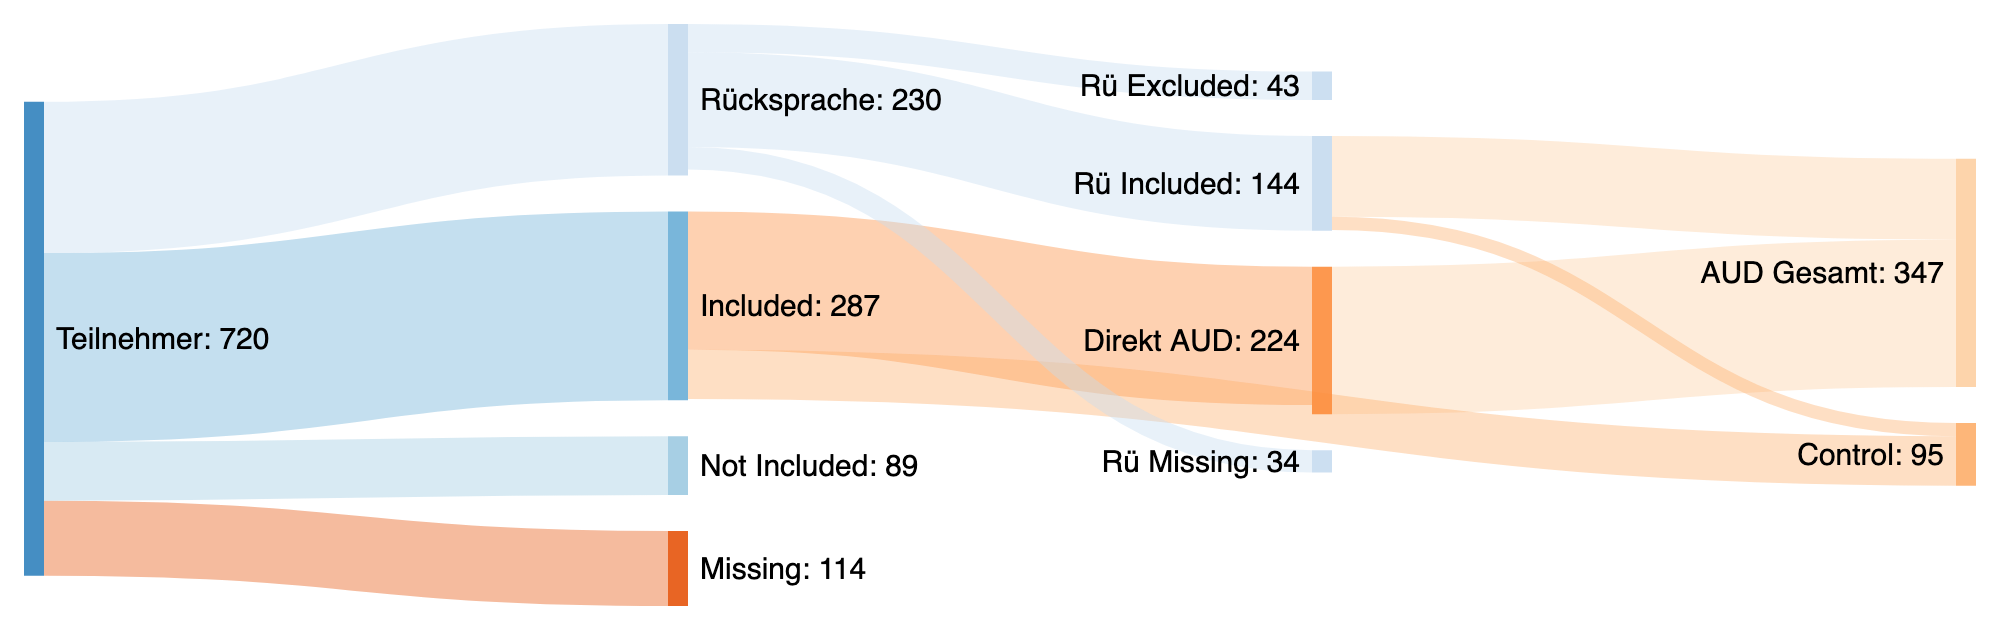 Teilnehmer: 720
Rücksprache: 230
Included: 287
Not Included: 89
Missing: 114
Rü Excluded: 43
Rü Included: 144
Direkt AUD: 224
Rü Missing: 34
AUD Gesamt: 347
Control: 95